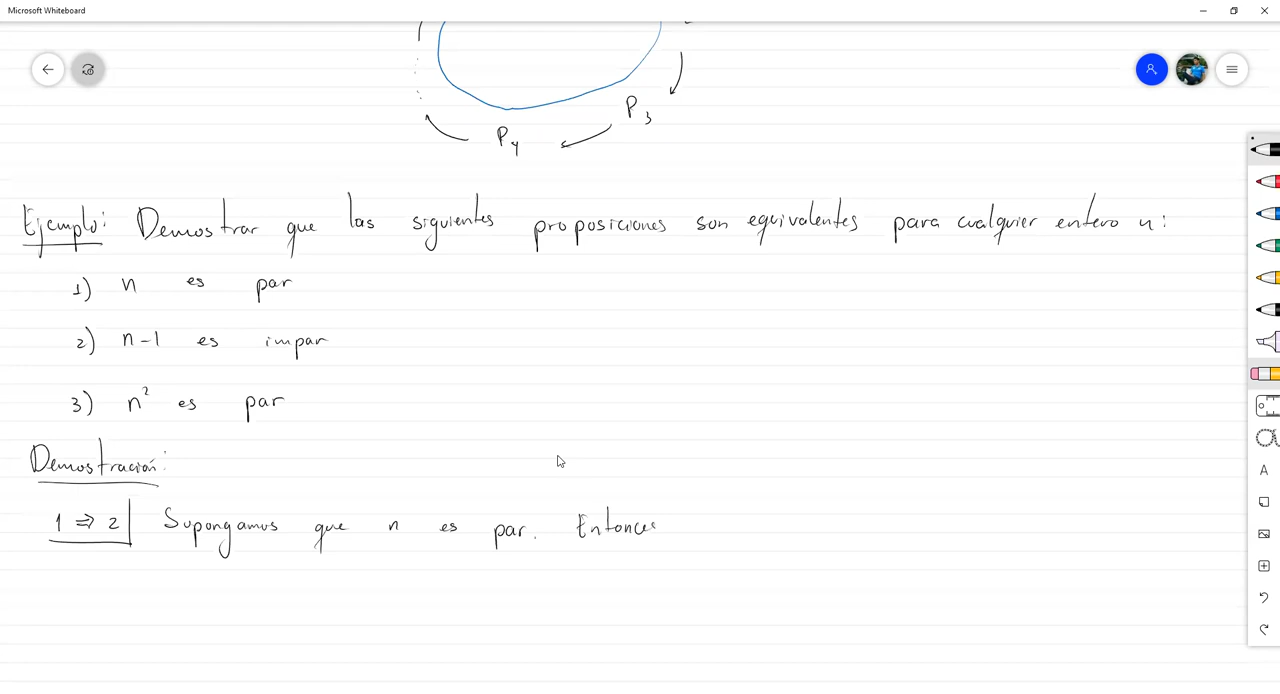 Microsoft Whiteboard
P3
P4
Ejemplo: Demostrar que las siguientes proposiciones son equivalentes para cualquier entero n:
1) n es par
2) n-1 es impar
3) n² es par
Demostración:
1 ⇒ 2 Supongamos que n es par. Entonces
A